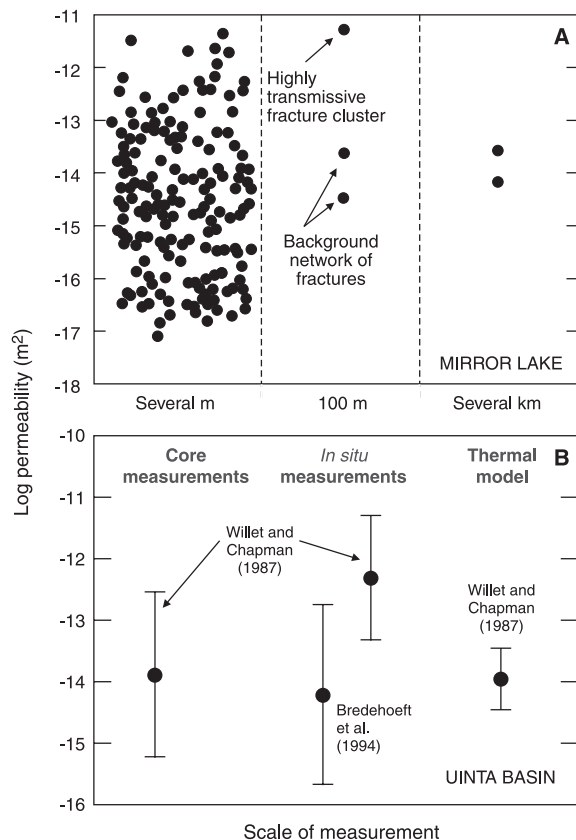 -11
-12
-13
-14
-15
-16
-17
-18
A
Highly
transmissive
fracture cluster
Background
network of
fractures
MIRROR LAKE
Several m
100 m
Several km
Log permeability (m²)
-10
-11
-12
-13
-14
-15
-16
Core
measurements
In situ
measurements
Thermal
model
B
Willet and
Chapman
(1987)
Bredehoeft
et al.
(1994)
Willet and
Chapman
(1987)
UINTA BASIN
Scale of measurement